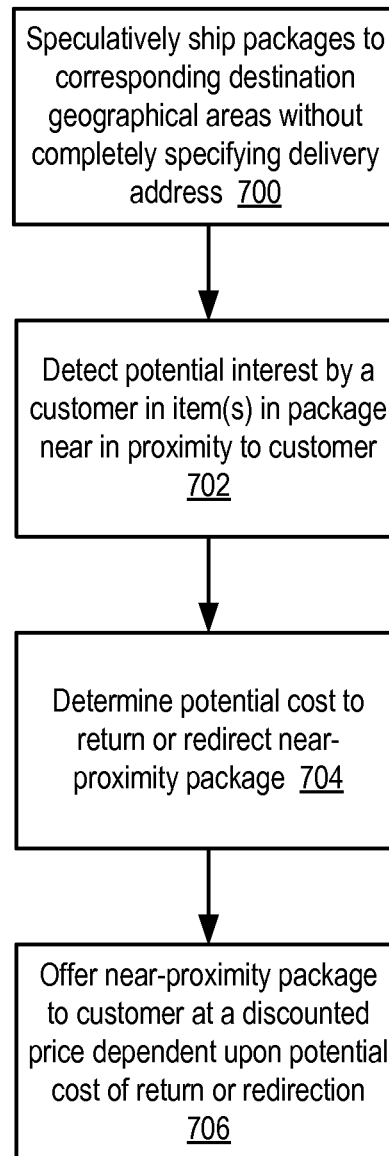 Speculatively ship packages to
corresponding destination
geographical areas without
completely specifying delivery
address 700
Detect potential interest by a
customer in item(s) in package
near in proximity to customer
702
Determine potential cost to
return or redirect near-
proximity package 704
Offer near-proximity package
to customer at a discounted
price dependent upon potential
cost of return or redirection
706